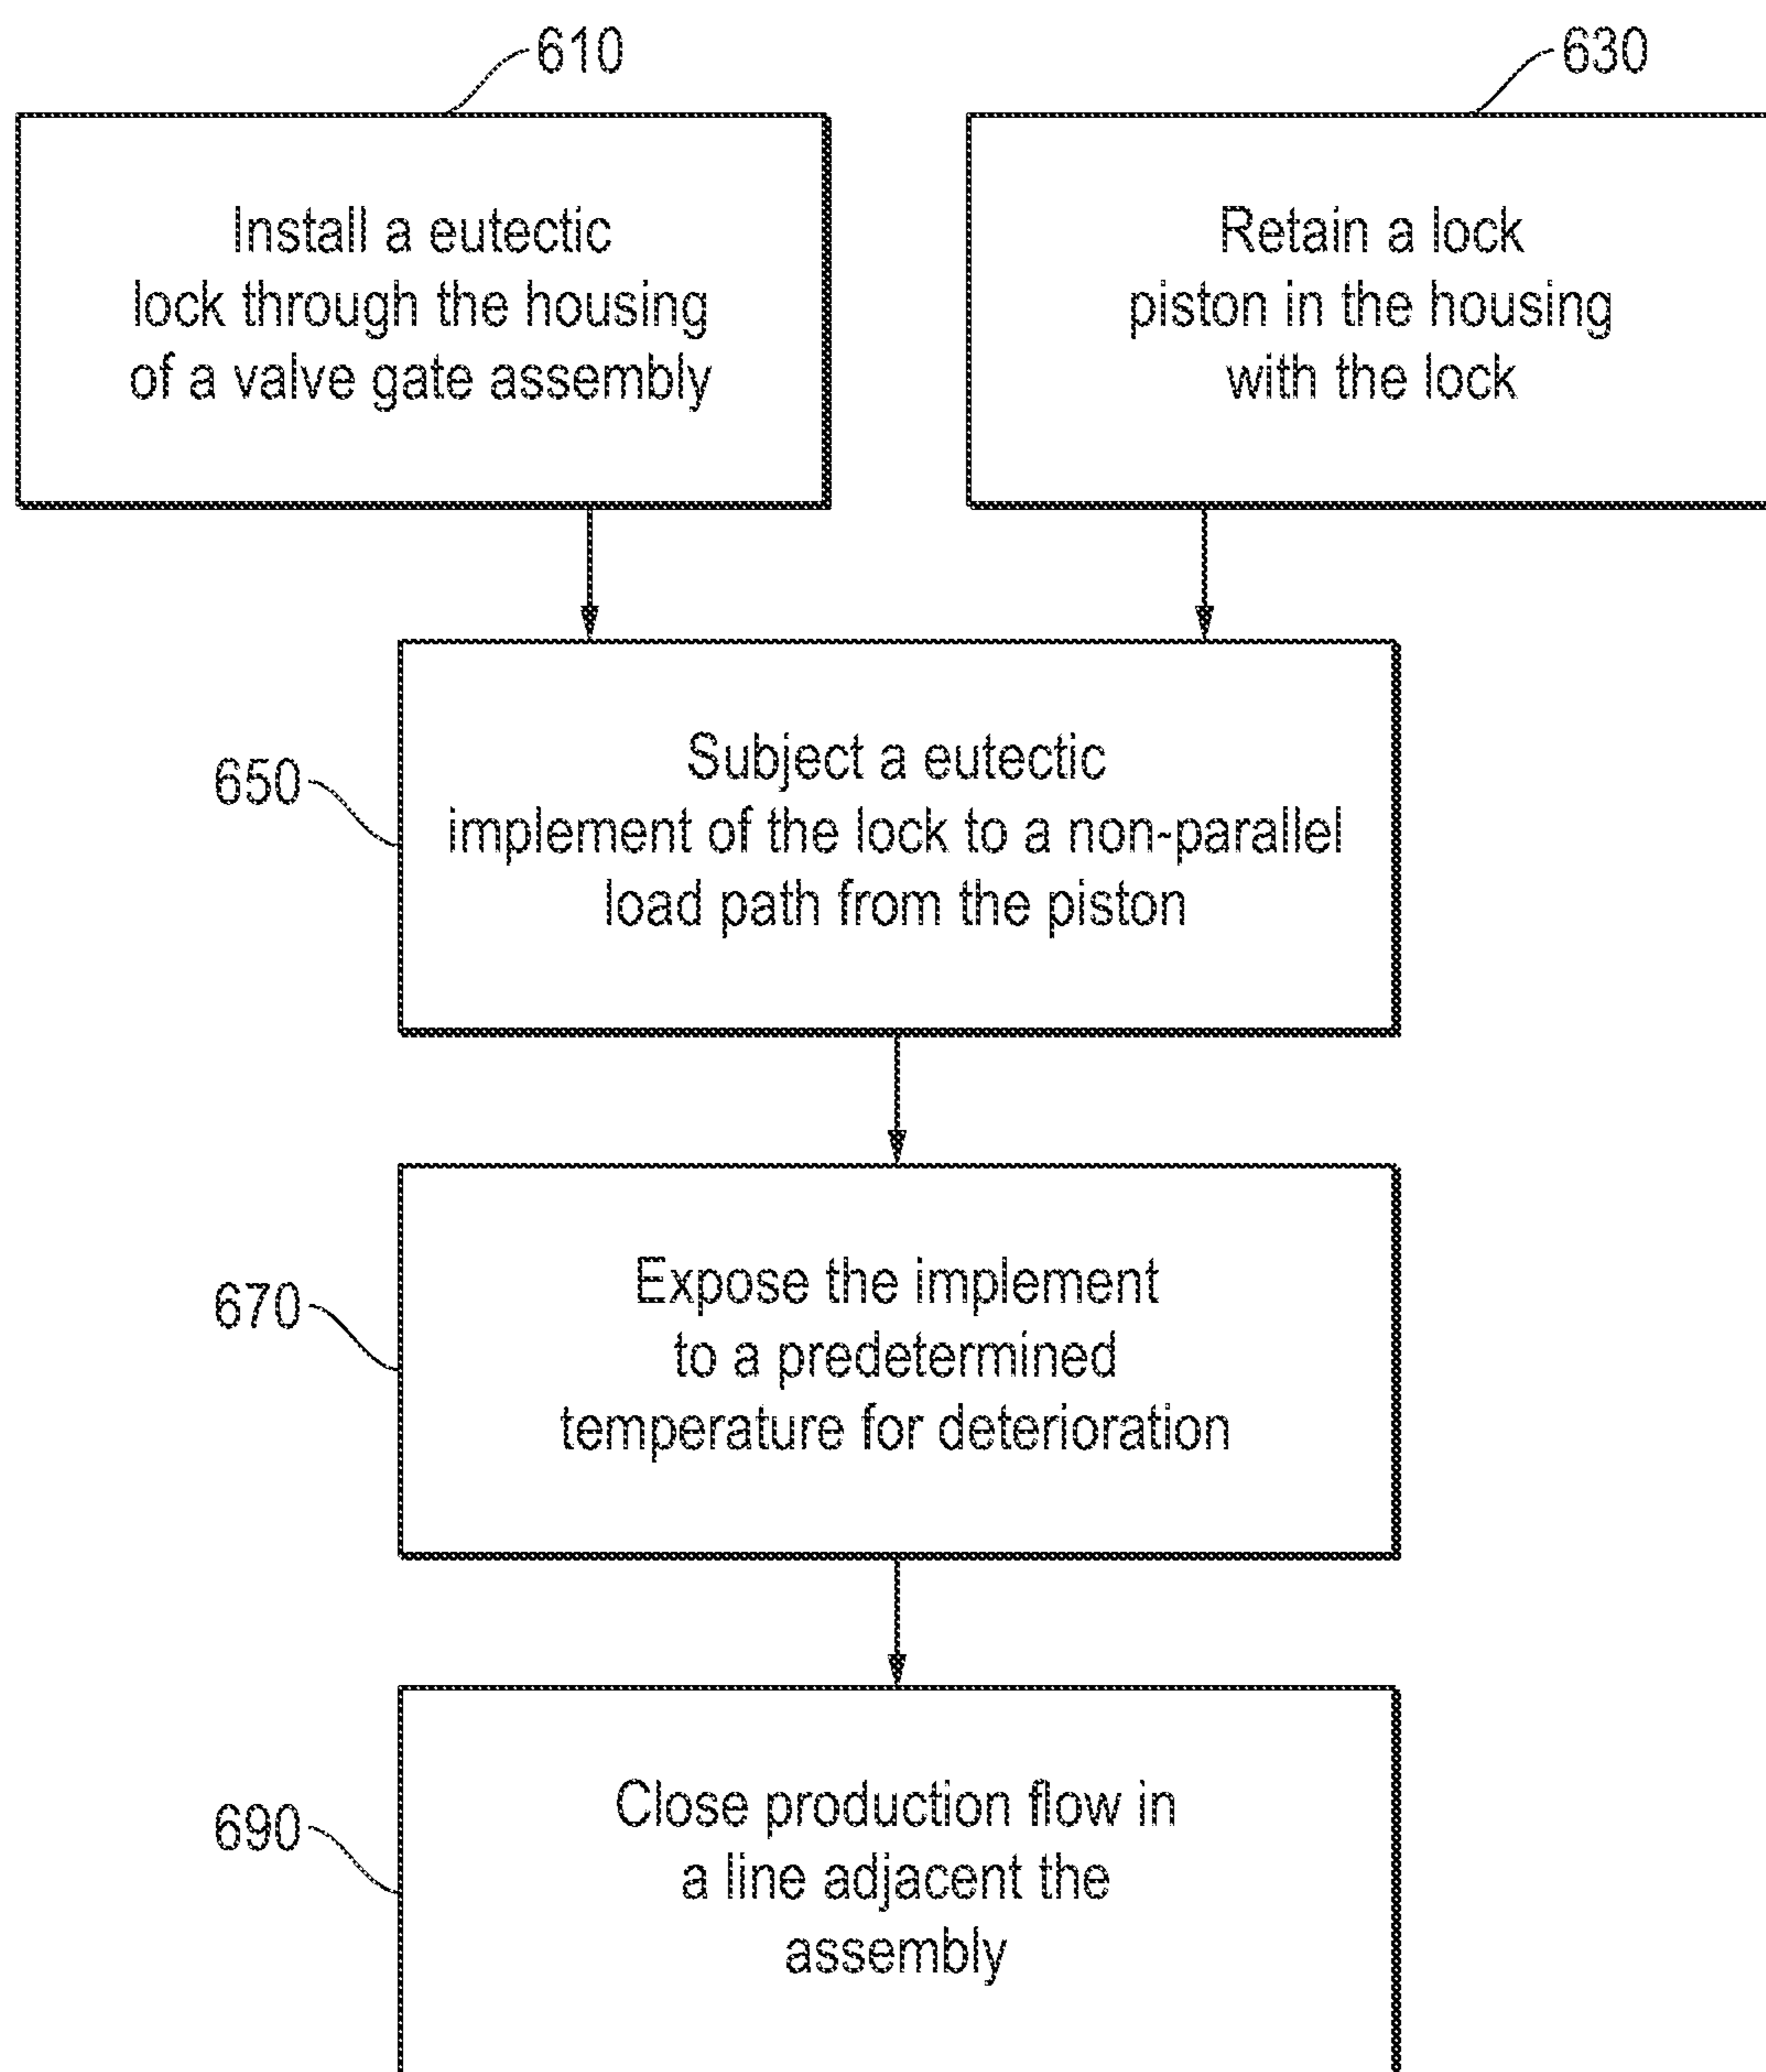 610
630
Install a eutectic
lock through the housing
of a valve gate assembly
Retain a lock
piston in the housing
with the lock
650
Subject a eutectic
implement of the lock to a non-parallel
load path from the piston
670
Expose the implement
to a predetermined
temperature for deterioration
690
Close production flow in
a line adjacent the
assembly